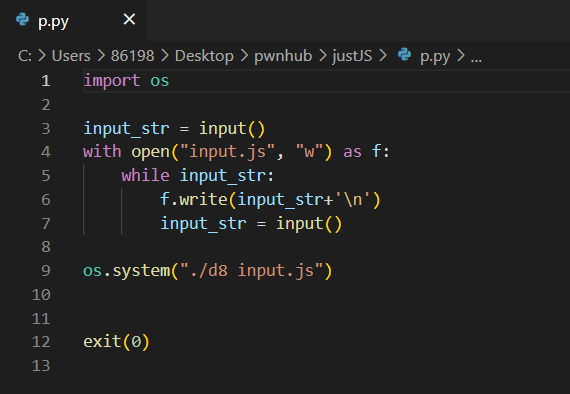 p.py ×
C: > Users > 86198 > Desktop > pwnhub > justJS > p.py > ...
1 import os
2
3 input_str = input()
4 with open("input.js", "w") as f:
5     while input_str:
6         f.write(input_str+'\n')
7         input_str = input()
8
9 os.system("./d8 input.js")
10
11
12 exit(0)
13